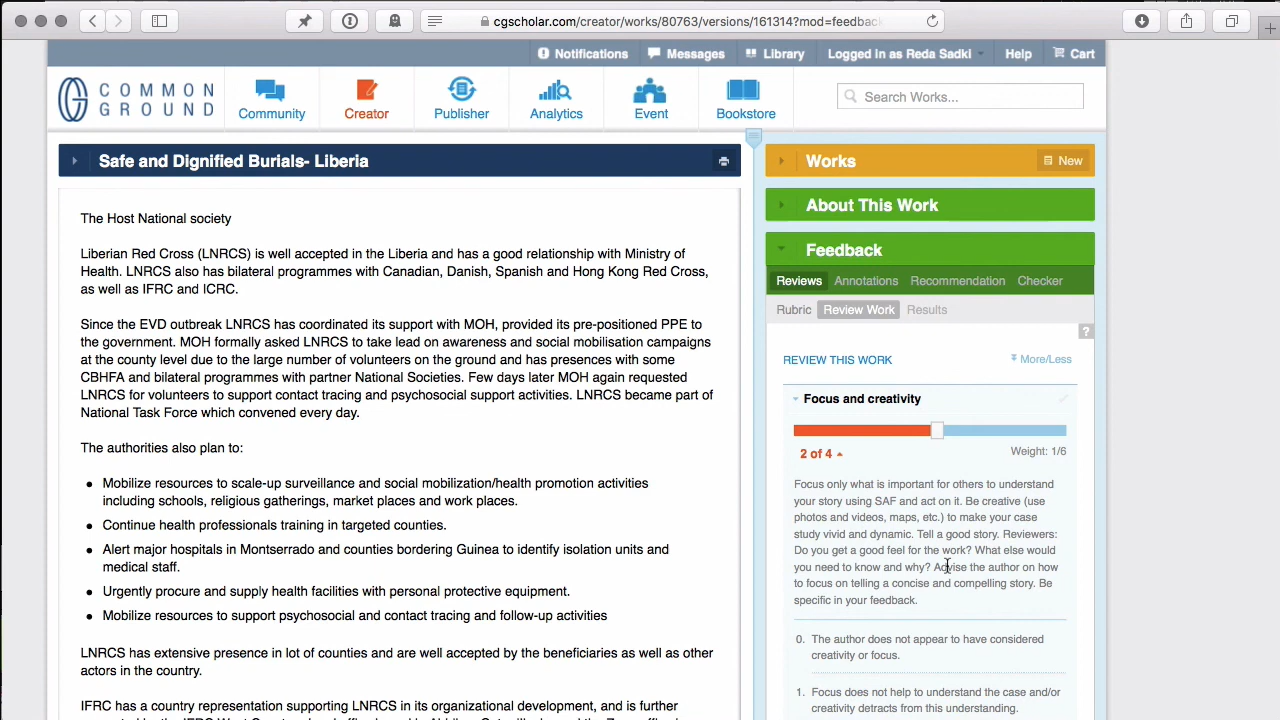 cgscholar.com/creator/works/80763/versions/161314?mod=feedbac
Notifications Messages Library Logged in as Reda Sadki Help Cart
COMMON
GROUND
Community Creator Publisher Analytics Event Bookstore
Search Works...
Safe and Dignified Burials- Liberia
The Host National society
Liberian Red Cross (LNRCS) is well accepted in the Liberia and has a good relationship with Ministry of
Health. LNRCS also has bilateral programmes with Canadian, Danish, Spanish and Hong Kong Red Cross,
as well as IFRC and ICRC.
Since the EVD outbreak LNRCS has coordinated its support with MOH, provided its pre-positioned PPE to
the government. MOH formally asked LNRCS to take lead on awareness and social mobilisation campaigns
at the county level due to the large number of volunteers on the ground and has presences with some
CBHFA and bilateral programmes with partner National Societies. Few days later MOH again requested
LNRCS for volunteers to support contact tracing and psychosocial support activities. LNRCS became part of
National Task Force which convened every day.
The authorities also plan to:
• Mobilize resources to scale-up surveillance and social mobilization/health promotion activities
including schools, religious gatherings, market places and work places.
• Continue health professionals training in targeted counties.
• Alert major hospitals in Montserrado and counties bordering Guinea to identify isolation units and
medical staff.
• Urgently procure and supply health facilities with personal protective equipment.
• Mobilize resources to support psychosocial and contact tracing and follow-up activities
LNRCS has extensive presence in lot of counties and are well accepted by the beneficiaries as well as other
actors in the country.
IFRC has a country representation supporting LNRCS in its organizational development, and is further
Works New
About This Work
Feedback
Reviews Annotations Recommendation Checker
Rubric Review Work Results
?
REVIEW THIS WORK More/Less
Focus and creativity
2 of 4 Weight: 1/6
Focus only what is important for others to understand
your story using SAF and act on it. Be creative (use
photos and videos, maps, etc.) to make your case
study vivid and dynamic. Tell a good story. Reviewers:
Do you get a good feel for the work? What else would
you need to know and why? Advise the author on how
to focus on telling a concise and compelling story. Be
specific in your feedback.
0. The author does not appear to have considered
creativity or focus.
1. Focus does not help to understand the case and/or
creativity detracts from this understanding.